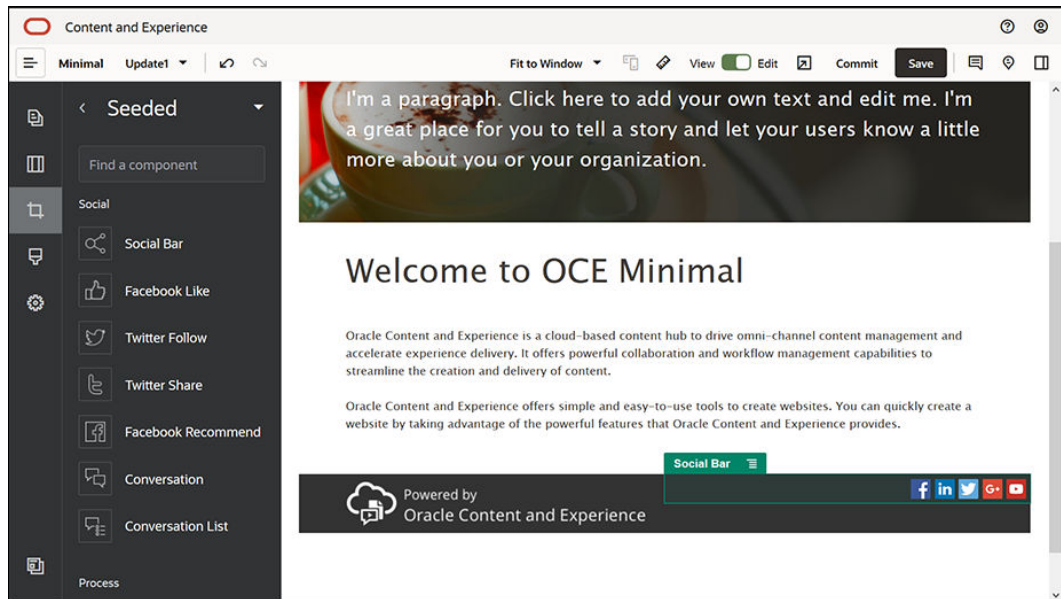 Content and Experience
Minimal Update1 Fit to Window View Edit Commit Save
Seeded
Find a component
Social
Social Bar
Facebook Like
Twitter Follow
Twitter Share
Facebook Recommend
Conversation
Conversation List
Process
I'm a paragraph. Click here to add your own text and edit me. I'm
a great place for you to tell a story and let your users know a little
more about you or your organization.
Welcome to OCE Minimal
Oracle Content and Experience is a cloud-based content hub to drive omni-channel content management and
accelerate experience delivery. It offers powerful collaboration and workflow management capabilities to
streamline the creation and delivery of content.
Oracle Content and Experience offers simple and easy-to-use tools to create websites. You can quickly create a
website by taking advantage of the powerful features that Oracle Content and Experience provides.
Social Bar
Powered by
Oracle Content and Experience